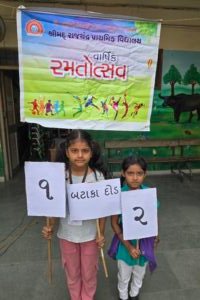 શ્રીમદ્ રાજચંદ્ર પ્રાથમિક વિદ્યાલય
વાર્ષિક
રમતોત્સવ
૧ બટાકા દોડ ૨